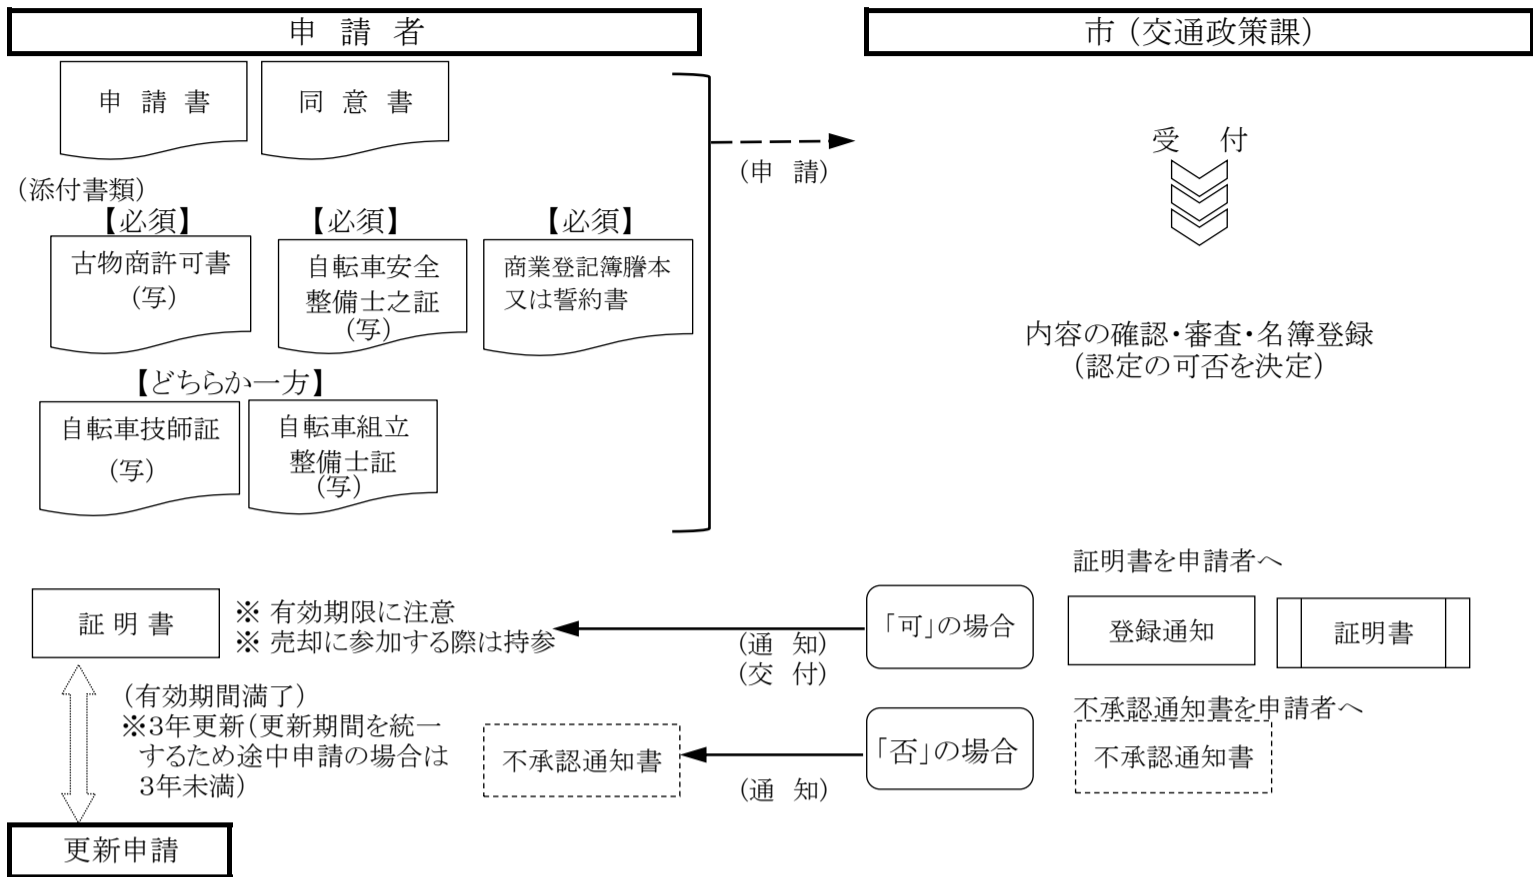 申 請 者
市（交通政策課）
申 請 書
同 意 書
（添付書類）
【必須】
【必須】
【必須】
古物商許可書
（写）
自転車安全
整備士之証
（写）
商業登記簿謄本
又は誓約書
【どちらか一方】
自転車技師証
（写）
自転車組立
整備士証
（写）
（申 請）
受 付
内容の確認・審査・名簿登録
（認定の可否を決定）
証明書を申請者へ
「可」の場合
登録通知
証明書
（通 知）
（交 付）
証 明 書
※ 有効期限に注意
※ 売却に参加する際は持参
（有効期間満了）
※３年更新（更新期間を統一
するため途中申請の場合は
３年未満）
不承認通知書を申請者へ
「否」の場合
不承認通知書
（通 知）
不承認通知書
更新申請